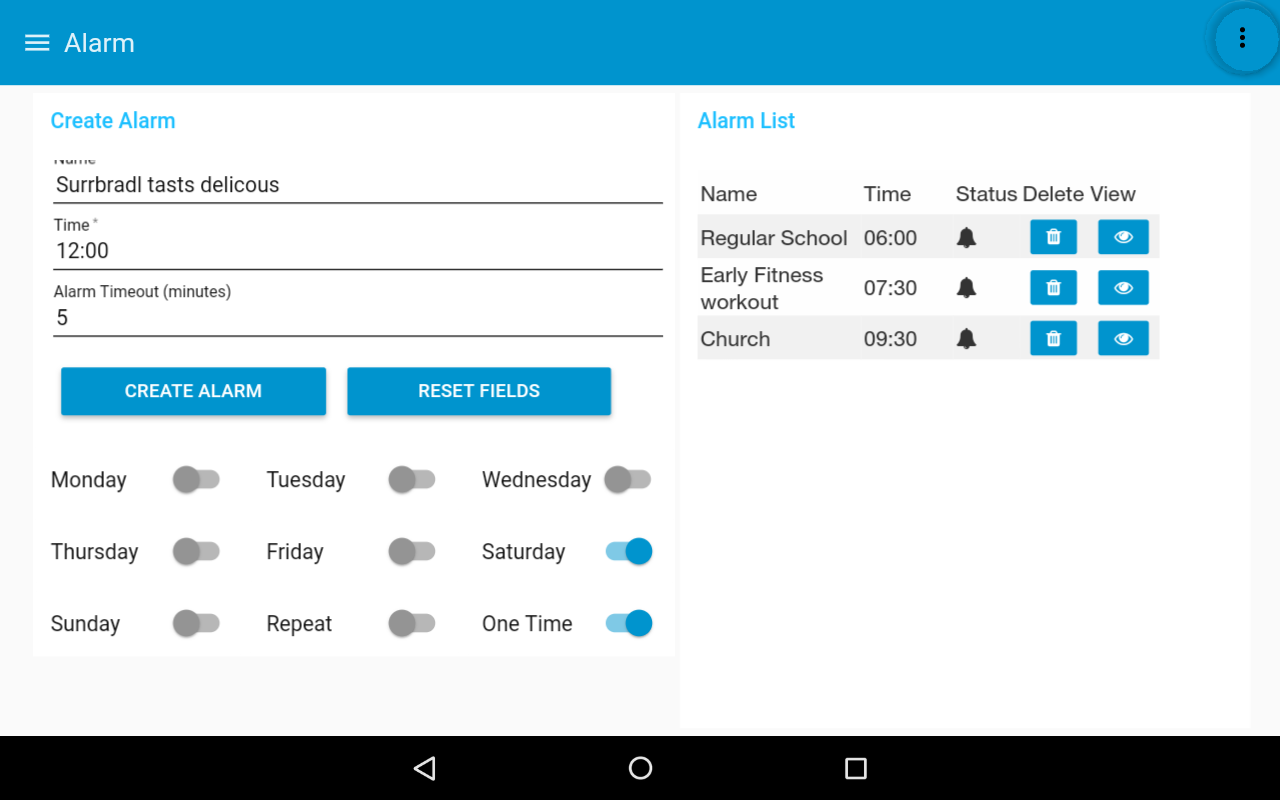 Alarm
Create Alarm
Name
Surrbradl tasts delicous
Time *
12:00
Alarm Timeout (minutes)
5
CREATE ALARM RESET FIELDS
Monday Tuesday Wednesday
Thursday Friday Saturday
Sunday Repeat One Time
Alarm List
Name Time Status Delete View
Regular School 06:00
Early Fitness
workout 07:30
Church 09:30